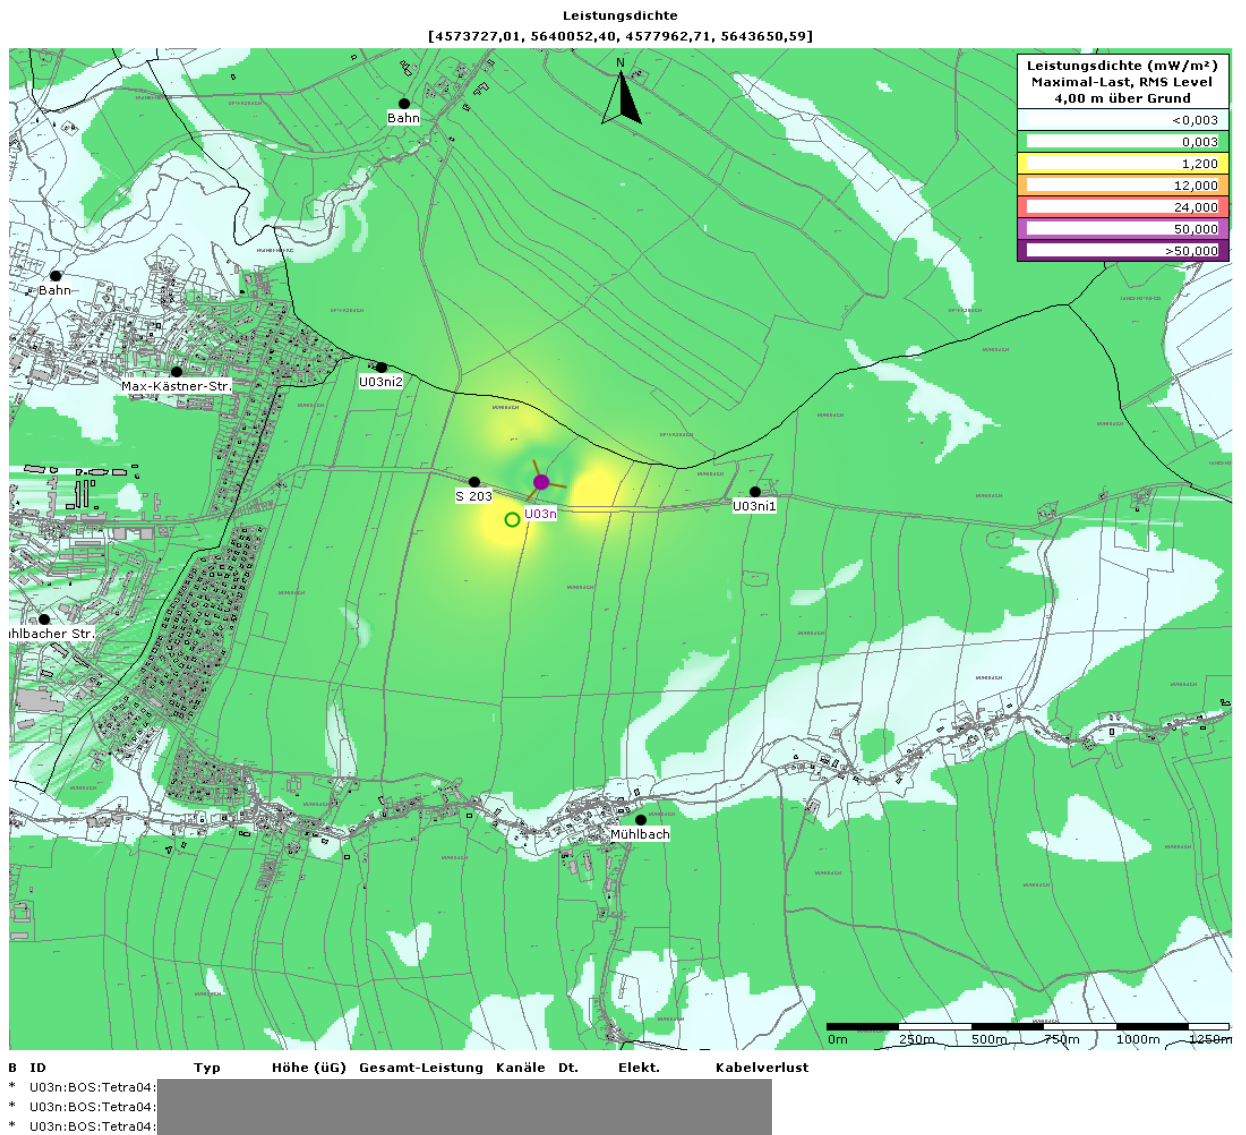 Leistungsdichte
[4573727,01, 5640052,40, 4577962,71, 5643650,59]
N
Leistungsdichte (mW/m²)
Maximal-Last, RMS Level
4,00 m über Grund
<0,003
0,003
1,200
12,000
24,000
50,000
>50,000
Bahn
Bahn
Max-Kästner-Str.
U03ni2
S 203
U03n
U03ni1
hlbacher Str.
Mühlbach
0m 250m 500m 750m 1000m 1250m
B ID Typ Höhe (üG) Gesamt-Leistung Kanäle Dt. Elekt. Kabelverlust
* U03n:BOS:Tetra04:
* U03n:BOS:Tetra04:
* U03n:BOS:Tetra04: